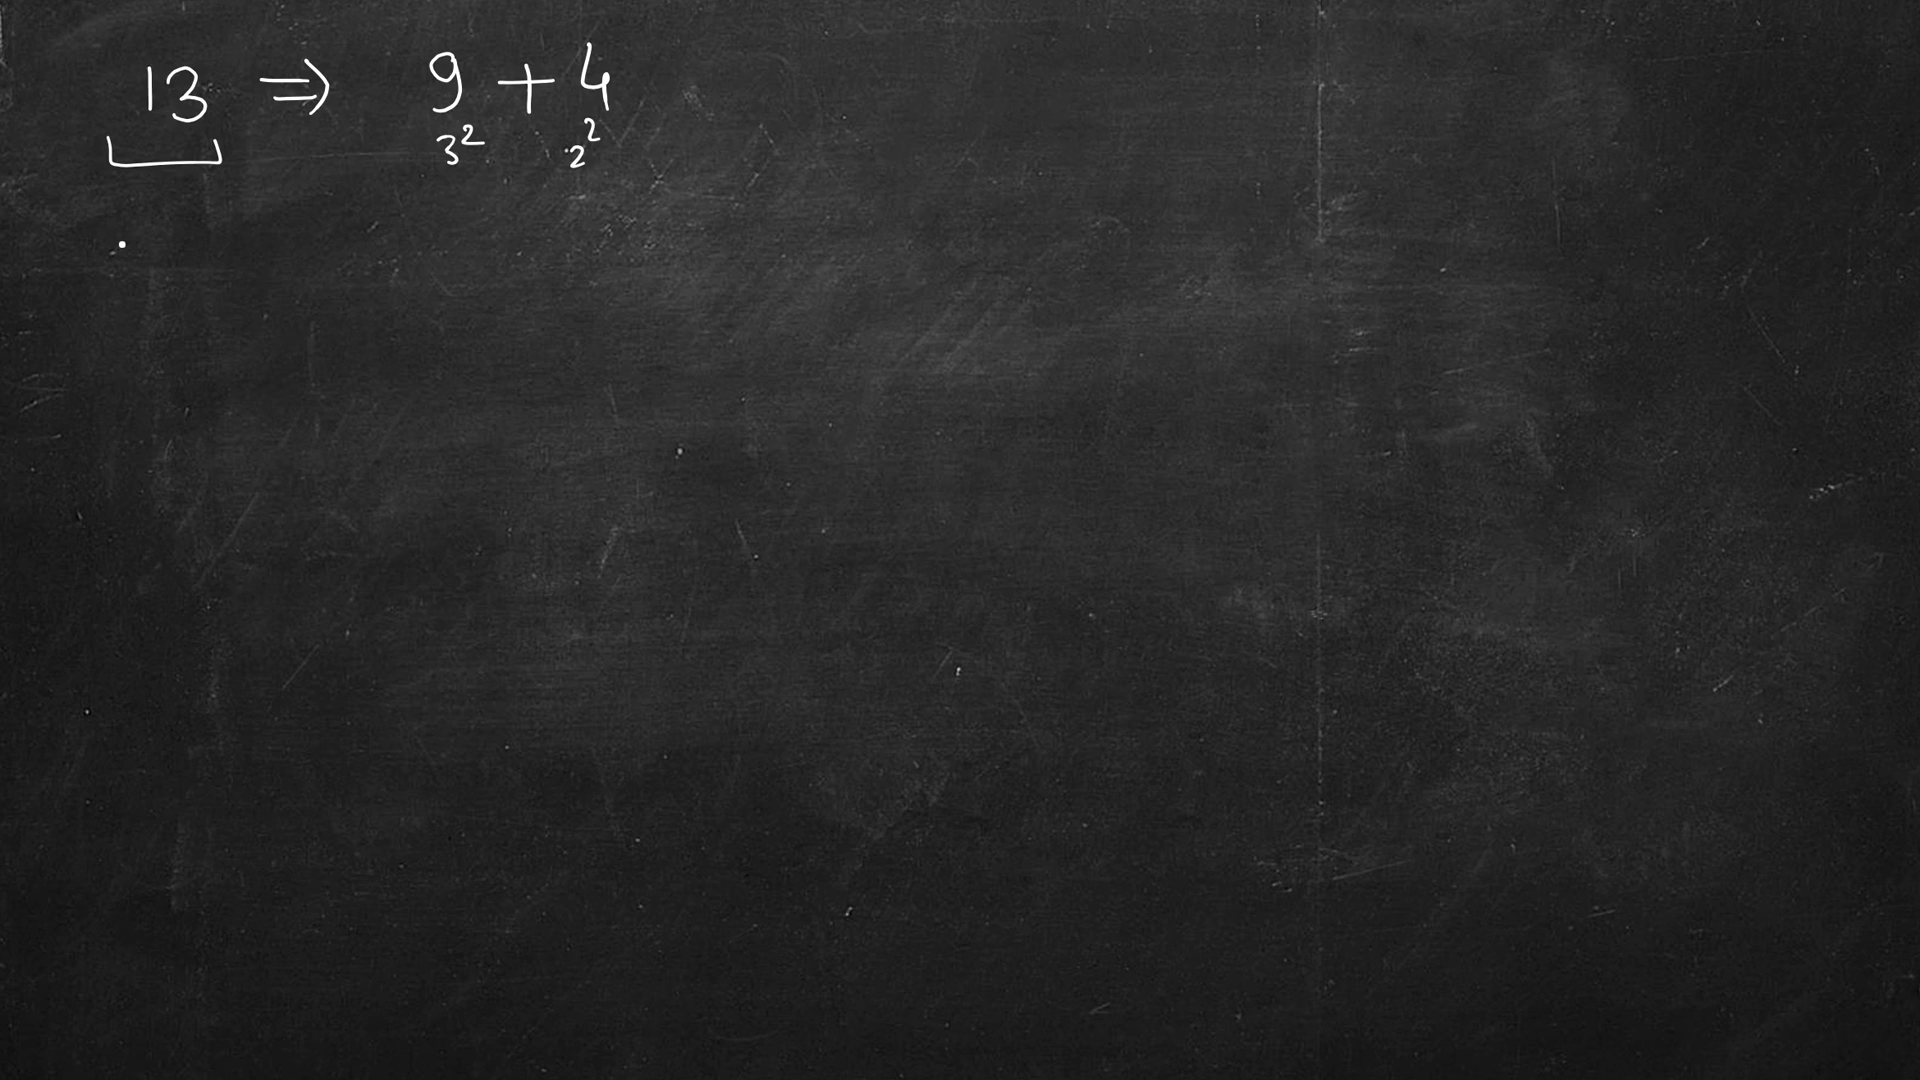 13 ⇒ 9 + 4
3² 2²